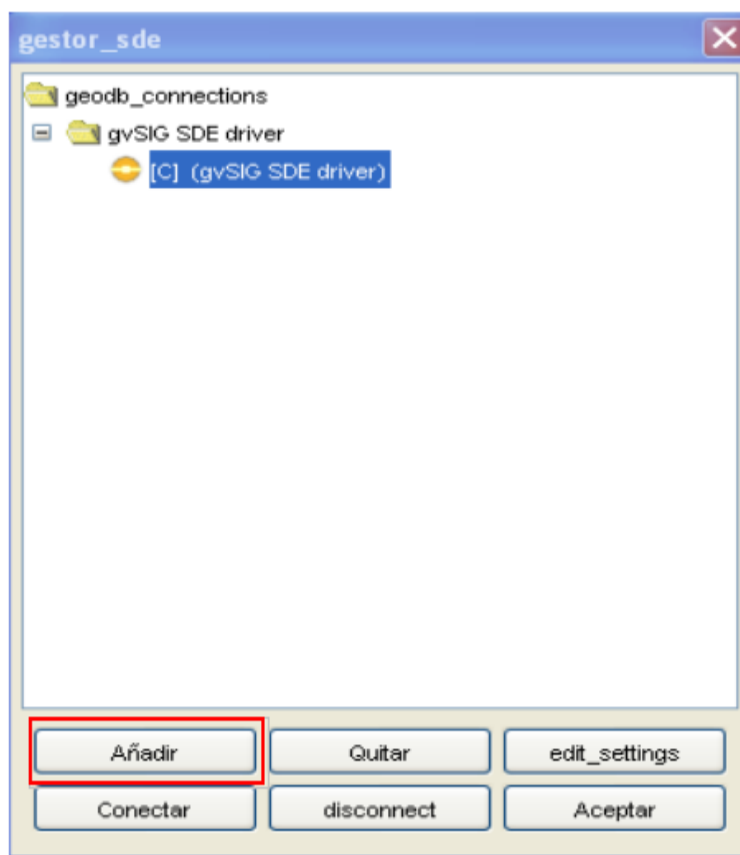 gestor_sde
geodb_connections
gvSIG SDE driver
[C] (gvSIG SDE driver)
Añadir Quitar edit_settings
Conectar disconnect Aceptar